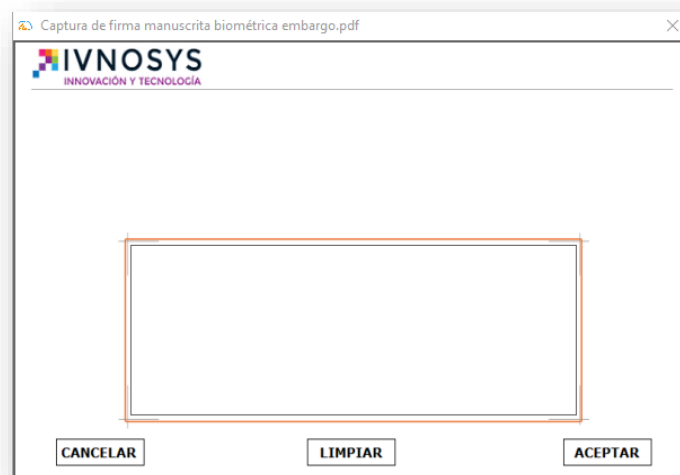 Captura de firma manuscrita biométrica embargo.pdf
IVNOSYS
INNOVACIÓN Y TECNOLOGÍA
CANCELAR LIMPIAR ACEPTAR